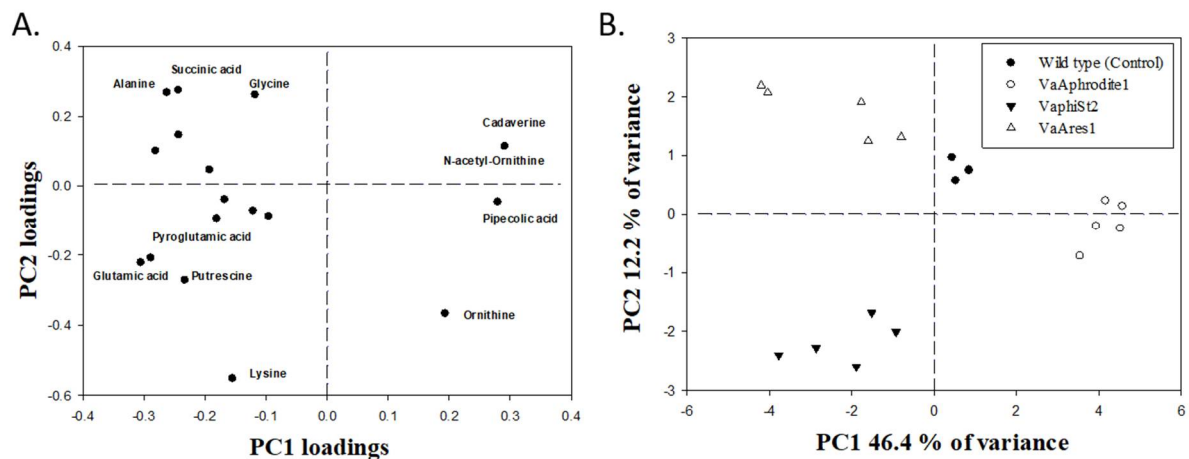 A.
0.4
0.2
0.0
-0.2
-0.4
-0.6
PC2 loadings
Succinic acid
Alanine
Glycine
Cadaverine
N-acetyl-Ornithine
Pipecolic acid
Pyroglutamic acid
Glutamic acid
Putrescine
Ornithine
Lysine
-0.4 -0.3 -0.2 -0.1 0.0 0.2 0.3 0.4
PC1 loadings
B.
3
2
1
0
-1
-2
-3
PC2 12.2 % of variance
Wild type (Control)
VaAphrodite1
VaphiSt2
VaAres1
-6 -4 -2 0 2 4 6
PC1 46.4 % of variance